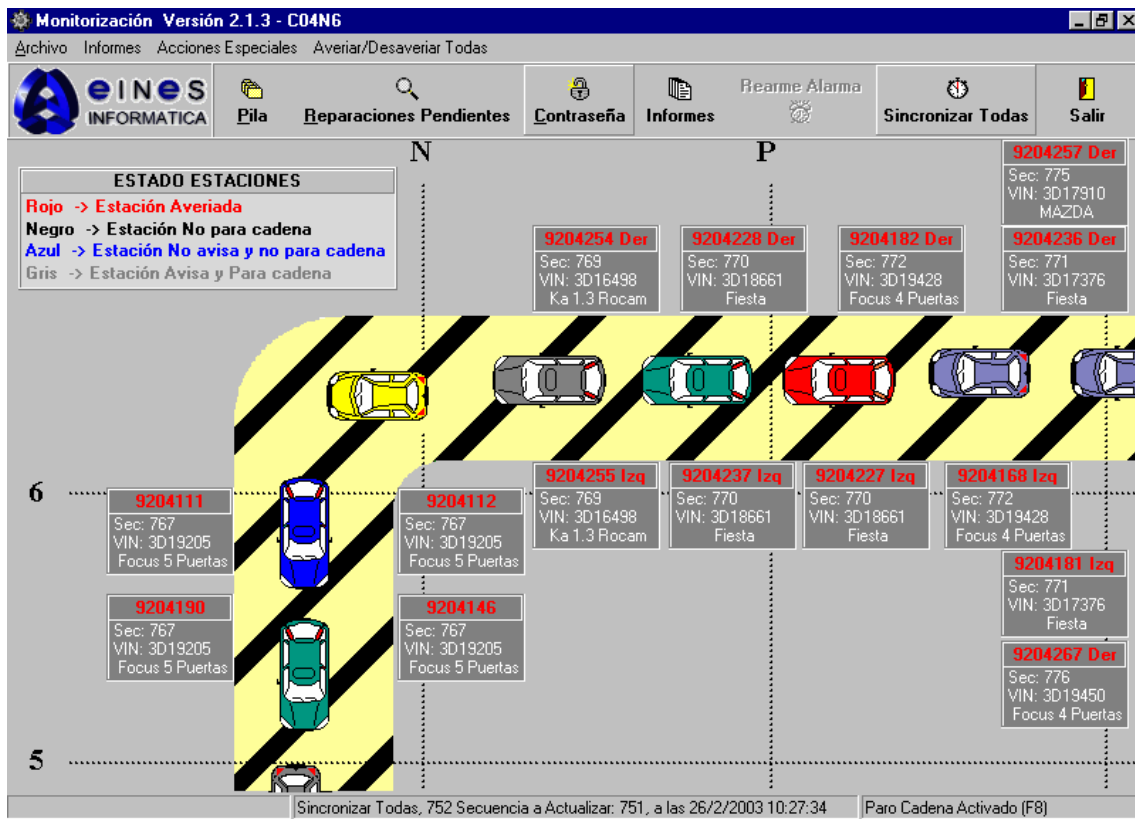 Monitorización Versión 2.1.3 - C04N6
Archivo Informes Acciones Especiales Averiar/Desaveriar Todas
eINeS
INFORMATICA
Pila
Reparaciones Pendientes
Contraseña
Informes
Rearme Alarma
Sincronizar Todas
Salir
N
P
ESTADO ESTACIONES
Rojo -> Estación Averiada
Negro -> Estación No para cadena
Azul -> Estación No avisa y no para cadena
Gris -> Estación Avisa y Para cadena
9204257 Der
Sec: 775
VIN: 3D17910
MAZDA
9204254 Der
Sec: 769
VIN: 3D16498
Ka 1.3 Rocam
9204228 Der
Sec: 770
VIN: 3D18661
Fiesta
9204182 Der
Sec: 772
VIN: 3D19428
Focus 4 Puertas
9204236 Der
Sec: 771
VIN: 3D17376
Fiesta
9204255 Izq
Sec: 769
VIN: 3D16498
Ka 1.3 Rocam
9204237 Izq
Sec: 770
VIN: 3D18661
Fiesta
9204227 Izq
Sec: 770
VIN: 3D18661
Fiesta
9204168 Izq
Sec: 772
VIN: 3D19428
Focus 4 Puertas
6
9204111
Sec: 767
VIN: 3D19205
Focus 5 Puertas
9204112
Sec: 767
VIN: 3D19205
Focus 5 Puertas
9204181 Izq
Sec: 771
VIN: 3D17376
Fiesta
9204190
Sec: 767
VIN: 3D19205
Focus 5 Puertas
9204146
Sec: 767
VIN: 3D19205
Focus 5 Puertas
9204267 Der
Sec: 776
VIN: 3D19450
Focus 4 Puertas
5
Sincronizar Todas, 752 Secuencia a Actualizar: 751, a las 26/2/2003 10:27:34
Paro Cadena Activado (F8)